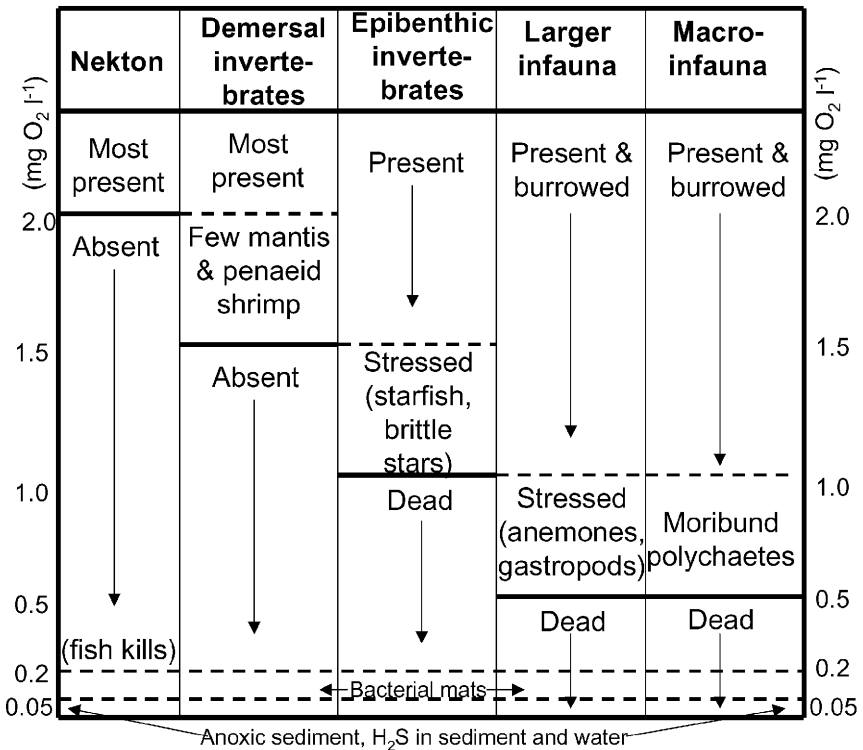 Nekton
Demersal
inverte-
brates
Epibenthic
inverte-
brates
Larger
infauna
Macro-
infauna
(mg O2 l-1)
(mg O2 l-1)
Most
present
Most
present
Present
Present &
burrowed
Present &
burrowed
2.0
2.0
Absent
Few mantis
& penaeid
shrimp
1.5
1.5
Absent
Stressed
(starfish,
brittle
stars)
1.0
1.0
Dead
Stressed
(anemones,
gastropods)
Moribund
polychaetes
0.5
0.5
Dead
Dead
(fish kills)
0.2
0.2
Bacterial mats
0.05
0.05
Anoxic sediment, H2S in sediment and water